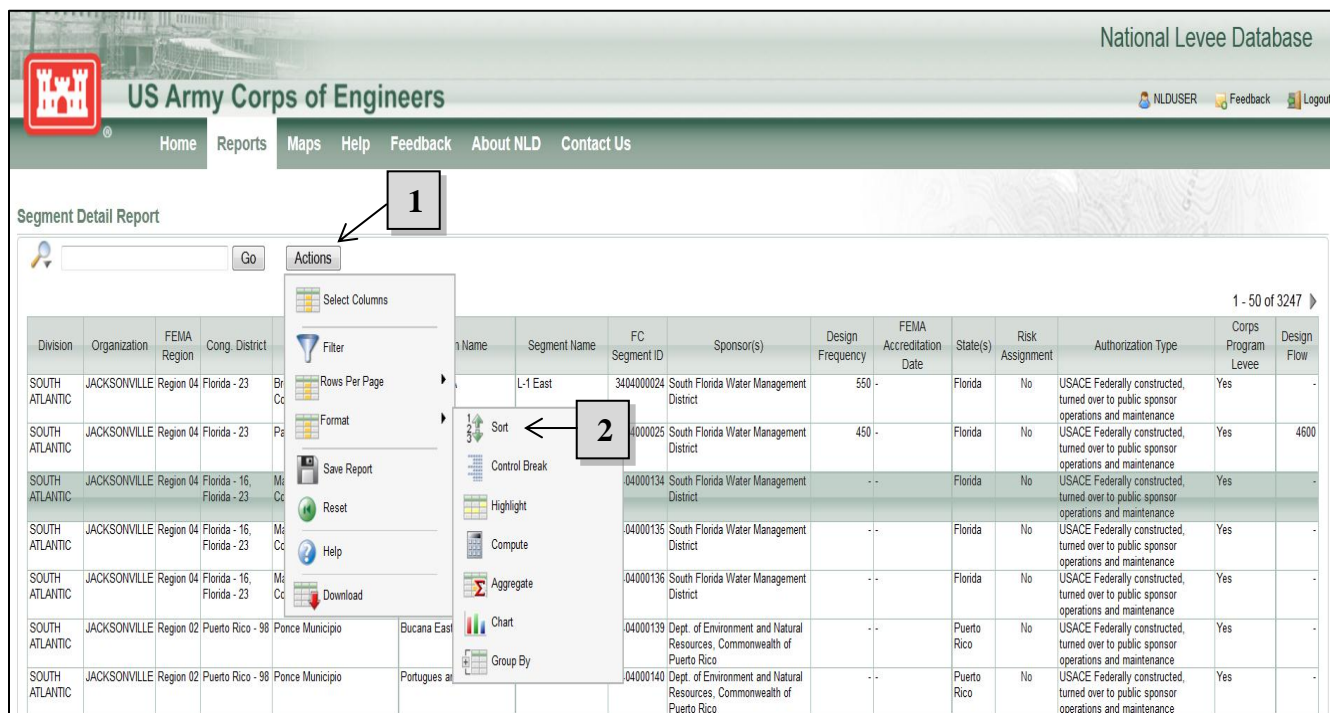 National Levee Database
US Army Corps of Engineers
®
NLDUSER Feedback Logout
Home Reports Maps Help Feedback About NLD Contact Us
1
Segment Detail Report
Go Actions
1 - 50 of 3247
Select Columns
Filter
Rows Per Page
Format
Save Report
Reset
Help
Download
Sort
2
Control Break
Highlight
Compute
Aggregate
Chart
Group By
Division Organization FEMA Region Cong. District Name Segment Name FC Segment ID Sponsor(s) Design Frequency FEMA Accreditation Date State(s) Risk Assignment Authorization Type Corps Program Levee Design Flow
SOUTH JACKSONVILLE Region 04 Florida - 23 L-1 East 3404000024 South Florida Water Management 550 - Florida No USACE Federally constructed, Yes -
ATLANTIC District turned over to public sponsor
operations and maintenance
SOUTH JACKSONVILLE Region 04 Florida - 23 Pa 4000025 South Florida Water Management 450 - Florida No USACE Federally constructed, Yes 4600
ATLANTIC District turned over to public sponsor
operations and maintenance
SOUTH JACKSONVILLE Region 04 Florida - 16, Ma 04000134 South Florida Water Management - - Florida No USACE Federally constructed, Yes -
ATLANTIC Florida - 23 Co District turned over to public sponsor
operations and maintenance
SOUTH JACKSONVILLE Region 04 Florida - 16, Ma 04000135 South Florida Water Management - - Florida No USACE Federally constructed, Yes -
ATLANTIC Florida - 23 Co District turned over to public sponsor
operations and maintenance
SOUTH JACKSONVILLE Region 04 Florida - 16, Ma 04000136 South Florida Water Management - - Florida No USACE Federally constructed, Yes -
ATLANTIC Florida - 23 Co District turned over to public sponsor
operations and maintenance
SOUTH JACKSONVILLE Region 02 Puerto Rico - 98 Ponce Municipio Bucana East 04000139 Dept. of Environment and Natural - - Puerto No USACE Federally constructed, Yes -
ATLANTIC Resources, Commonwealth of Rico turned over to public sponsor
Puerto Rico operations and maintenance
SOUTH JACKSONVILLE Region 02 Puerto Rico - 98 Ponce Municipio Portugues 04000140 Dept. of Environment and Natural - - Puerto No USACE Federally constructed, Yes -
ATLANTIC Resources, Commonwealth of Rico turned over to public sponsor
Puerto Rico operations and maintenance